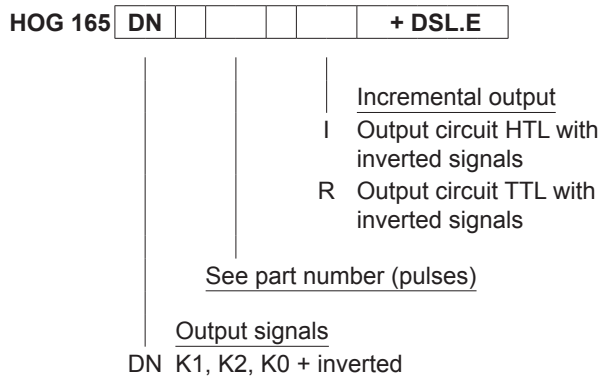 HOG 165 DN + DSL.E
Incremental output
I Output circuit HTL with
inverted signals
R Output circuit TTL with
inverted signals
See part number (pulses)
Output signals
DN K1, K2, K0 + inverted